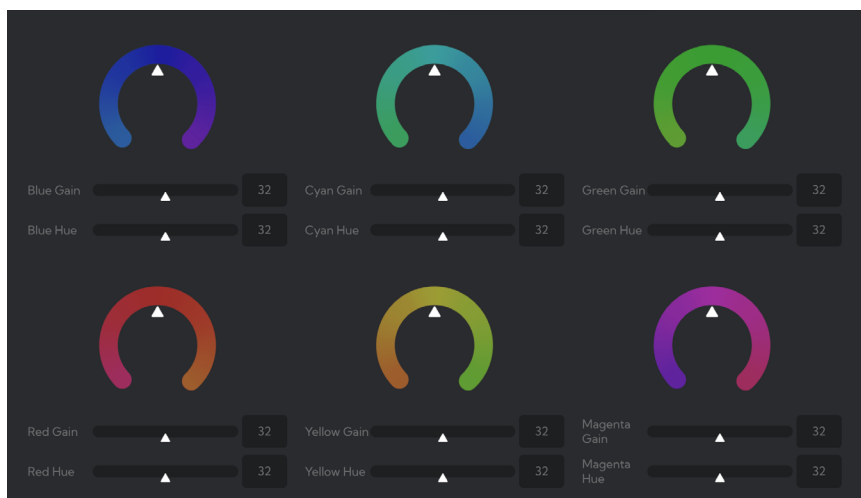 Blue Gain 32 Cyan Gain 32 Green Gain 32
Blue Hue 32 Cyan Hue 32 Green Hue 32
Red Gain 32 Yellow Gain 32 Magenta
Gain 32
Red Hue 32 Yellow Hue 32 Magenta
Hue 32